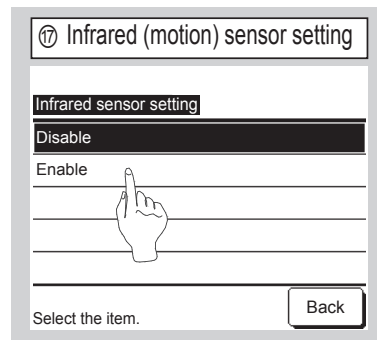 ⑰ Infrared (motion) sensor setting
Infrared sensor setting
Disable
Enable
Select the item.
Back